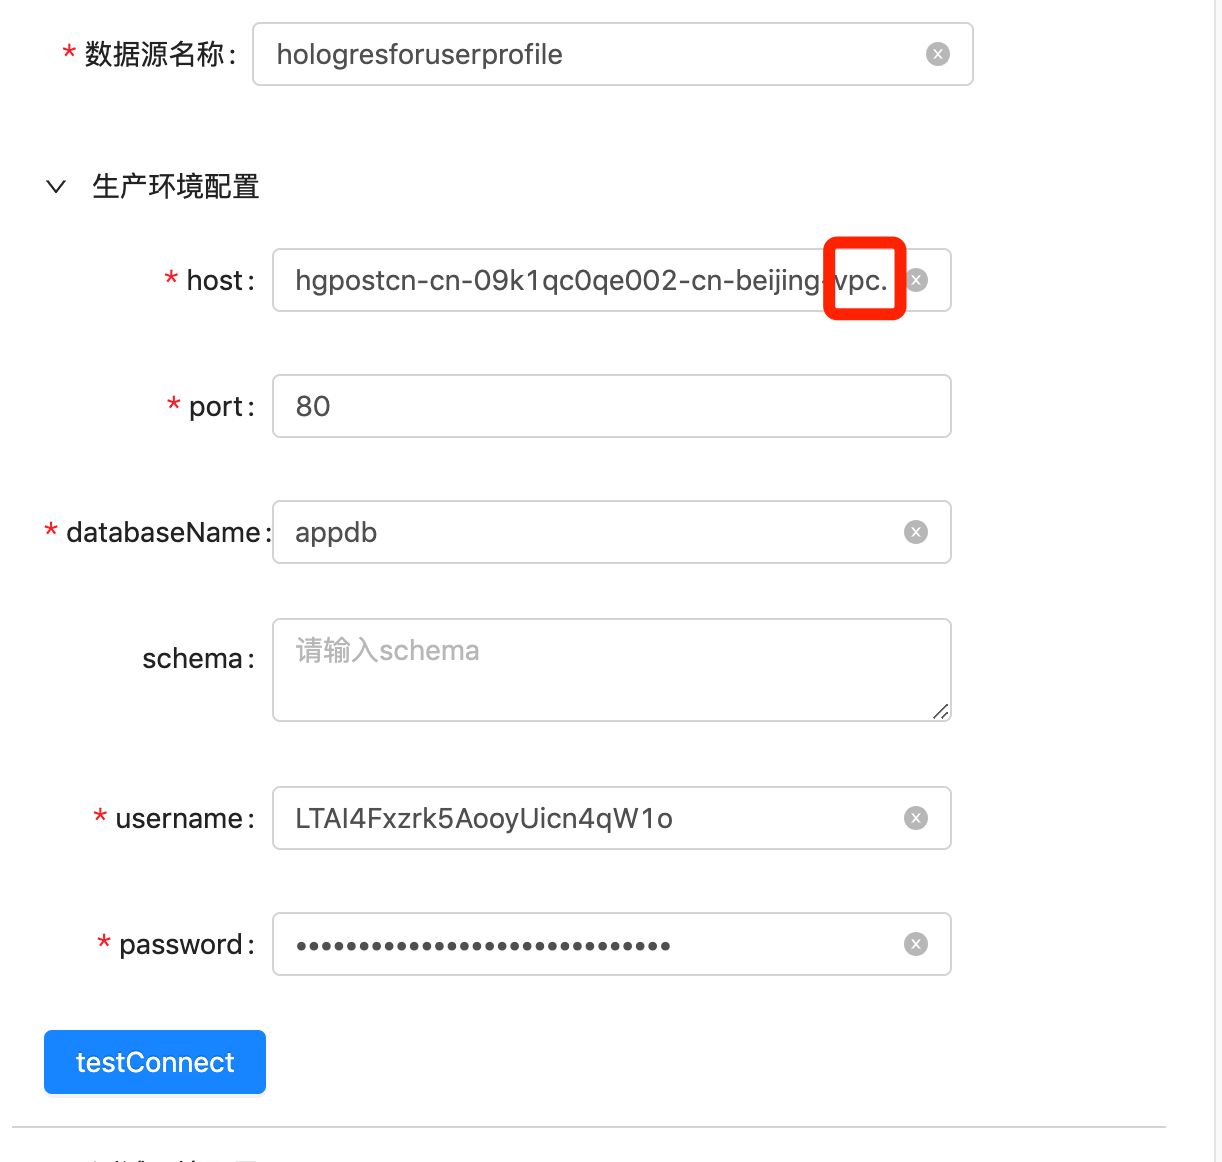 * 数据源名称: hologresforuserprofile
生产环境配置
* host: hgpostcn-cn-09k1qc0qe002-cn-beijing-vpc.
* port: 80
* databaseName: appdb
schema: 请输入schema
* username: LTAI4Fxzrk5AooyUicn4qW1o
* password: ••••••••••••••••••••••••••••••
testConnect